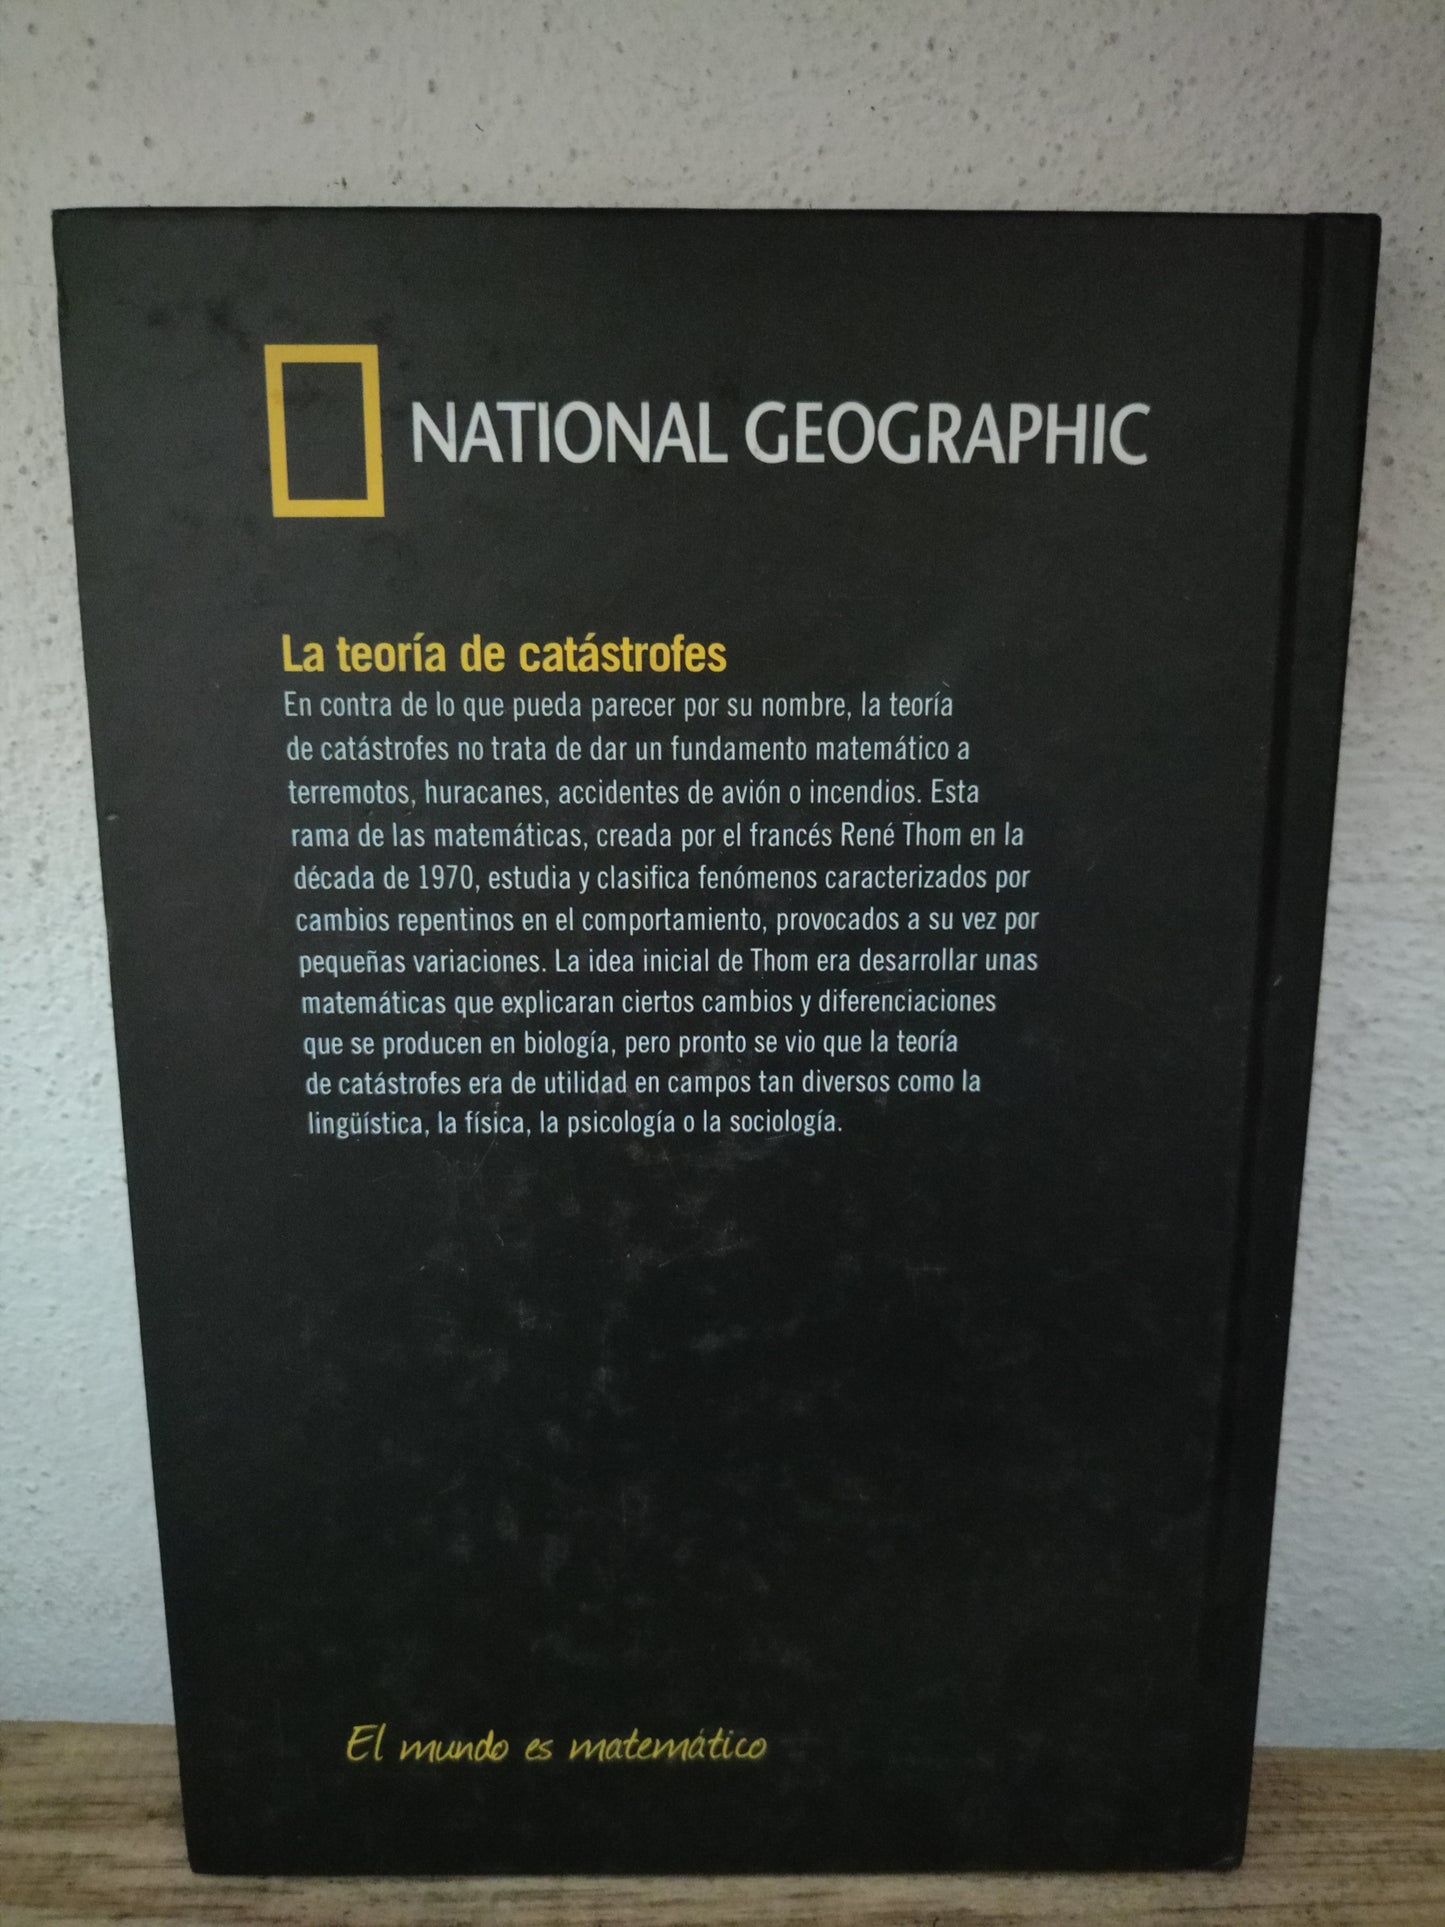 NATIONAL GEOGRAPHIC
La teoría de catástrofes
En contra de lo que pueda parecer por su nombre, la teoría
de catástrofes no trata de dar un fundamento matemático a
terremotos, huracanes, accidentes de avión o incendios. Esta
rama de las matemáticas, creada por el francés René Thom en la
década de 1970, estudia y clasifica fenómenos caracterizados por
cambios repentinos en el comportamiento, provocados a su vez por
pequeñas variaciones. La idea inicial de Thom era desarrollar unas
matemáticas que explicaran ciertos cambios y diferenciaciones
que se producen en biología, pero pronto se vio que la teoría
de catástrofes era de utilidad en campos tan diversos como la
lingüística, la física, la psicología o la sociología.
El mundo es matemático